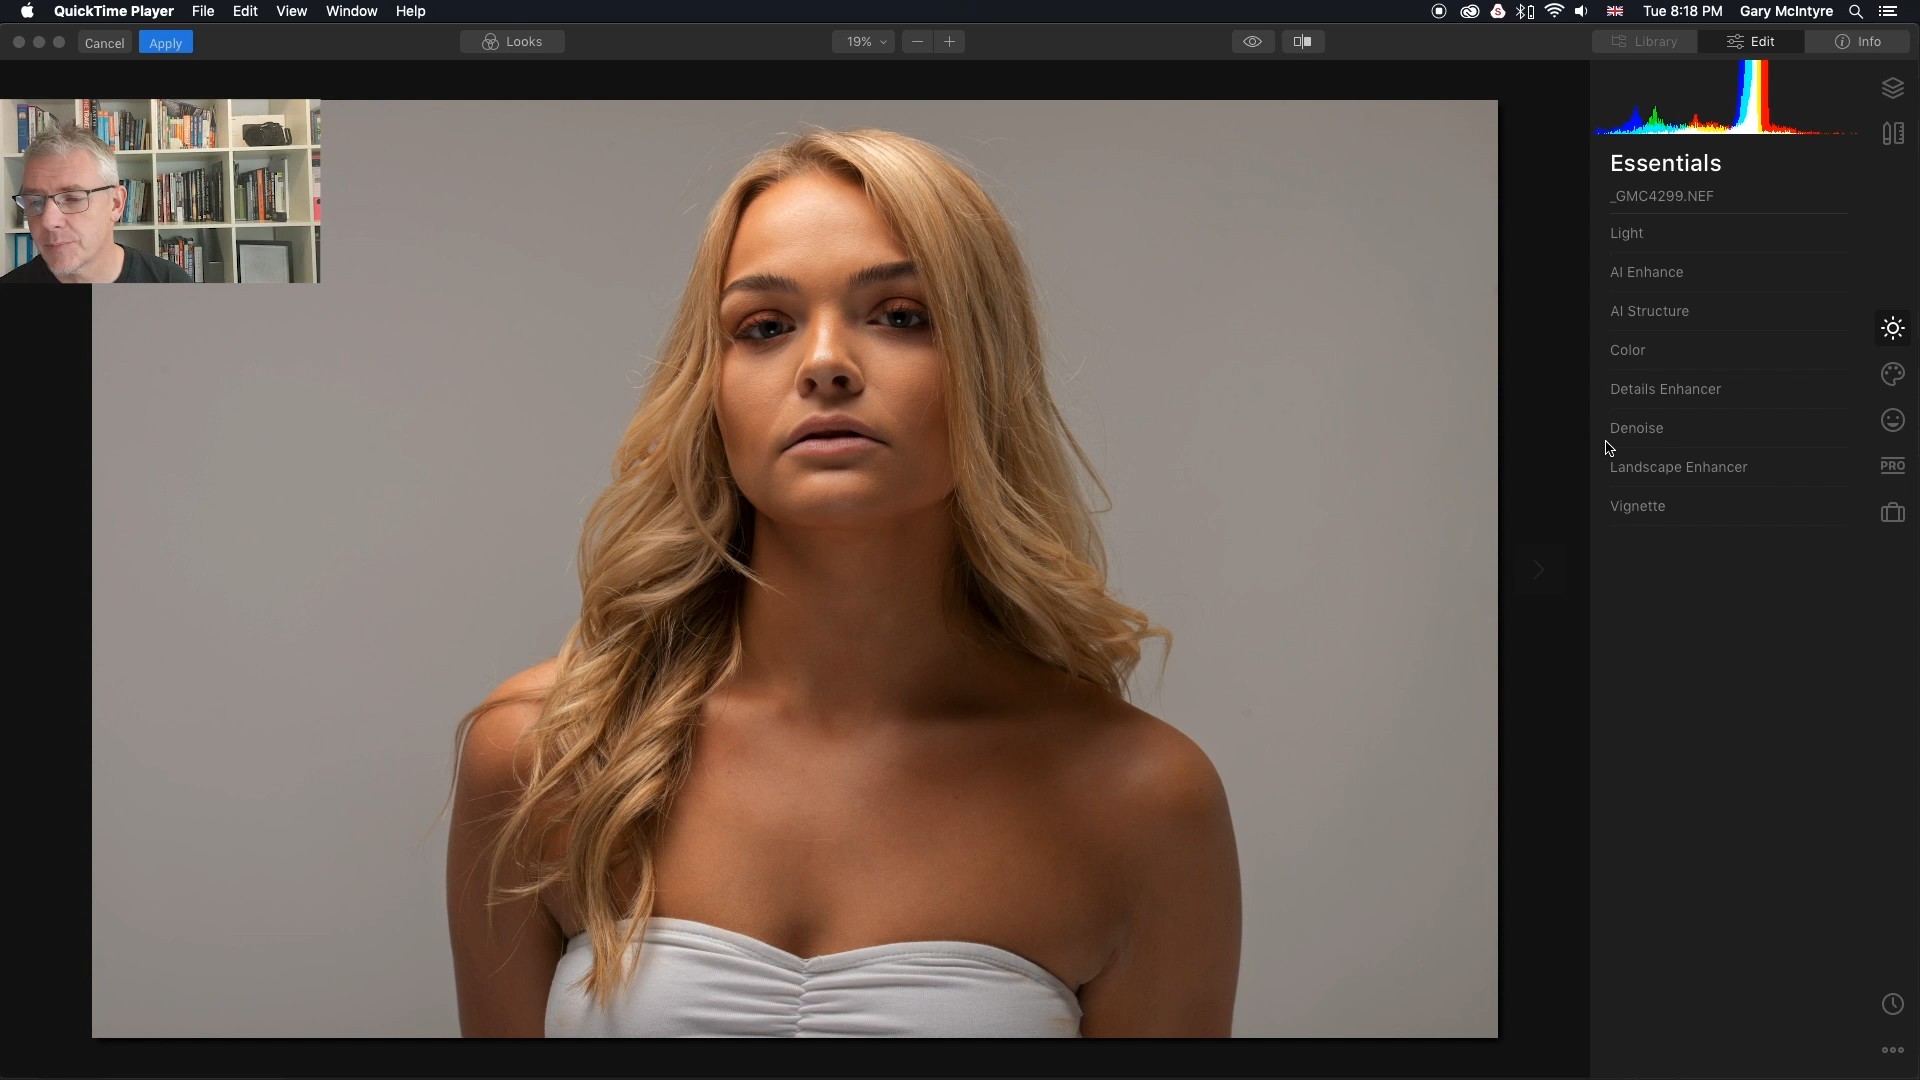 QuickTime Player File Edit View Window Help Tue 8:18 PM Gary McIntyre
Cancel Apply Looks 19% Library Edit Info
Essentials
_GMC4299.NEF
Light
AI Enhance
AI Structure
Color
Details Enhancer
Denoise
Landscape Enhancer
Vignette
PRO